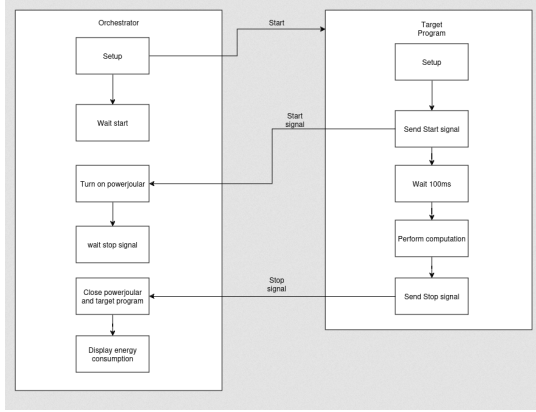 Orchestrator
Setup
Wait start
Turn on powerjoular
wait stop signal
Close powerjoular
and target program
Display energy
consumption
Start
Start
signal
Stop
signal
Target
Program
Setup
Send Start signal
Wait 100ms
Perform computation
Send Stop signal